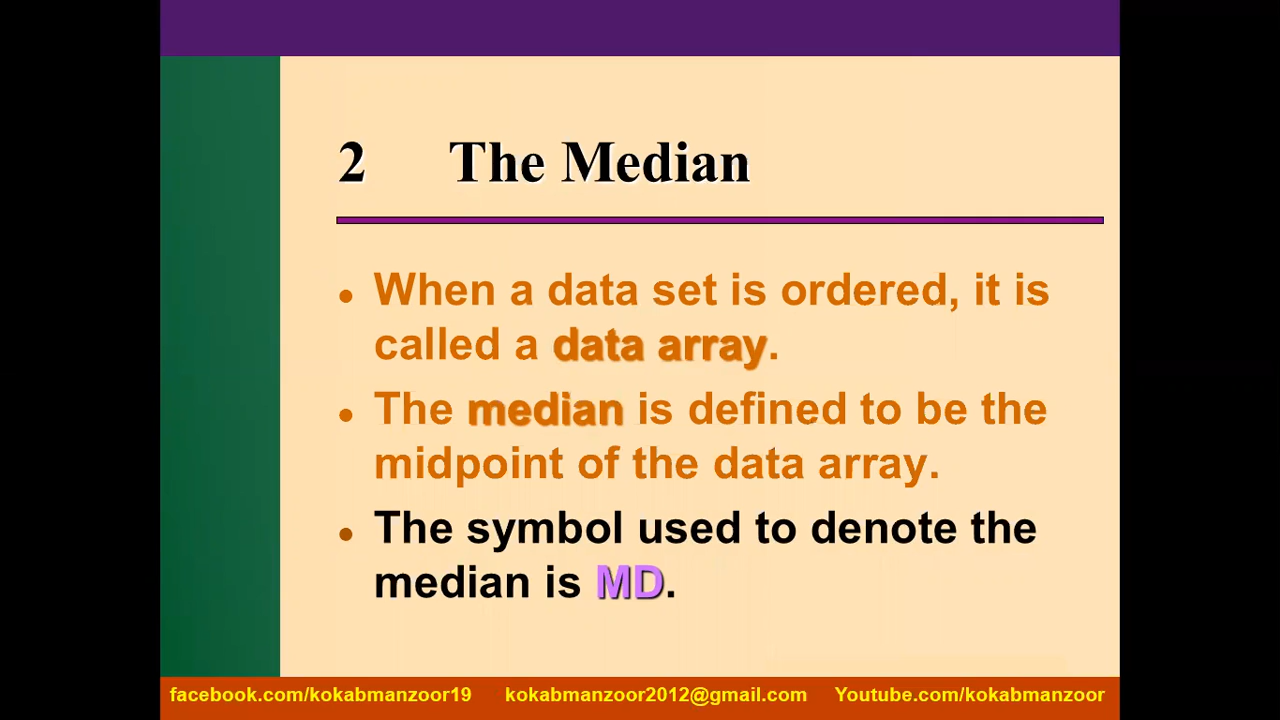 2 The Median
• When a data set is ordered, it is
called a data array.
• The median is defined to be the
midpoint of the data array.
• The symbol used to denote the
median is MD.
facebook.com/kokabmanzoor19 kokabmanzoor2012@gmail.com Youtube.com/kokabmanzoor